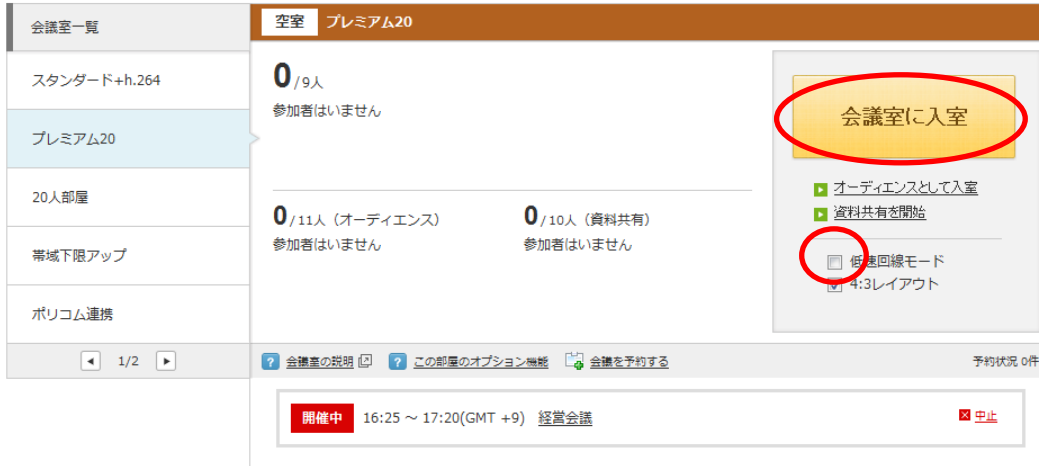 会議室一覧
スタンダード+h.264
プレミアム20
20人部屋
帯域下限アップ
ポリコム連携
1/2
空室 プレミアム20
0/9人
参加者はいません
0/11人（オーディエンス）
参加者はいません
0/10人（資料共有）
参加者はいません
会議室に入室
オーディエンスとして入室
資料共有を開始
低速回線モード
4:3レイアウト
? 会議室の説明 ? この部屋のオプション機能 会議を予約する 予約状況 0件
開催中 16:25 ～ 17:20(GMT +9) 経営会議 中止